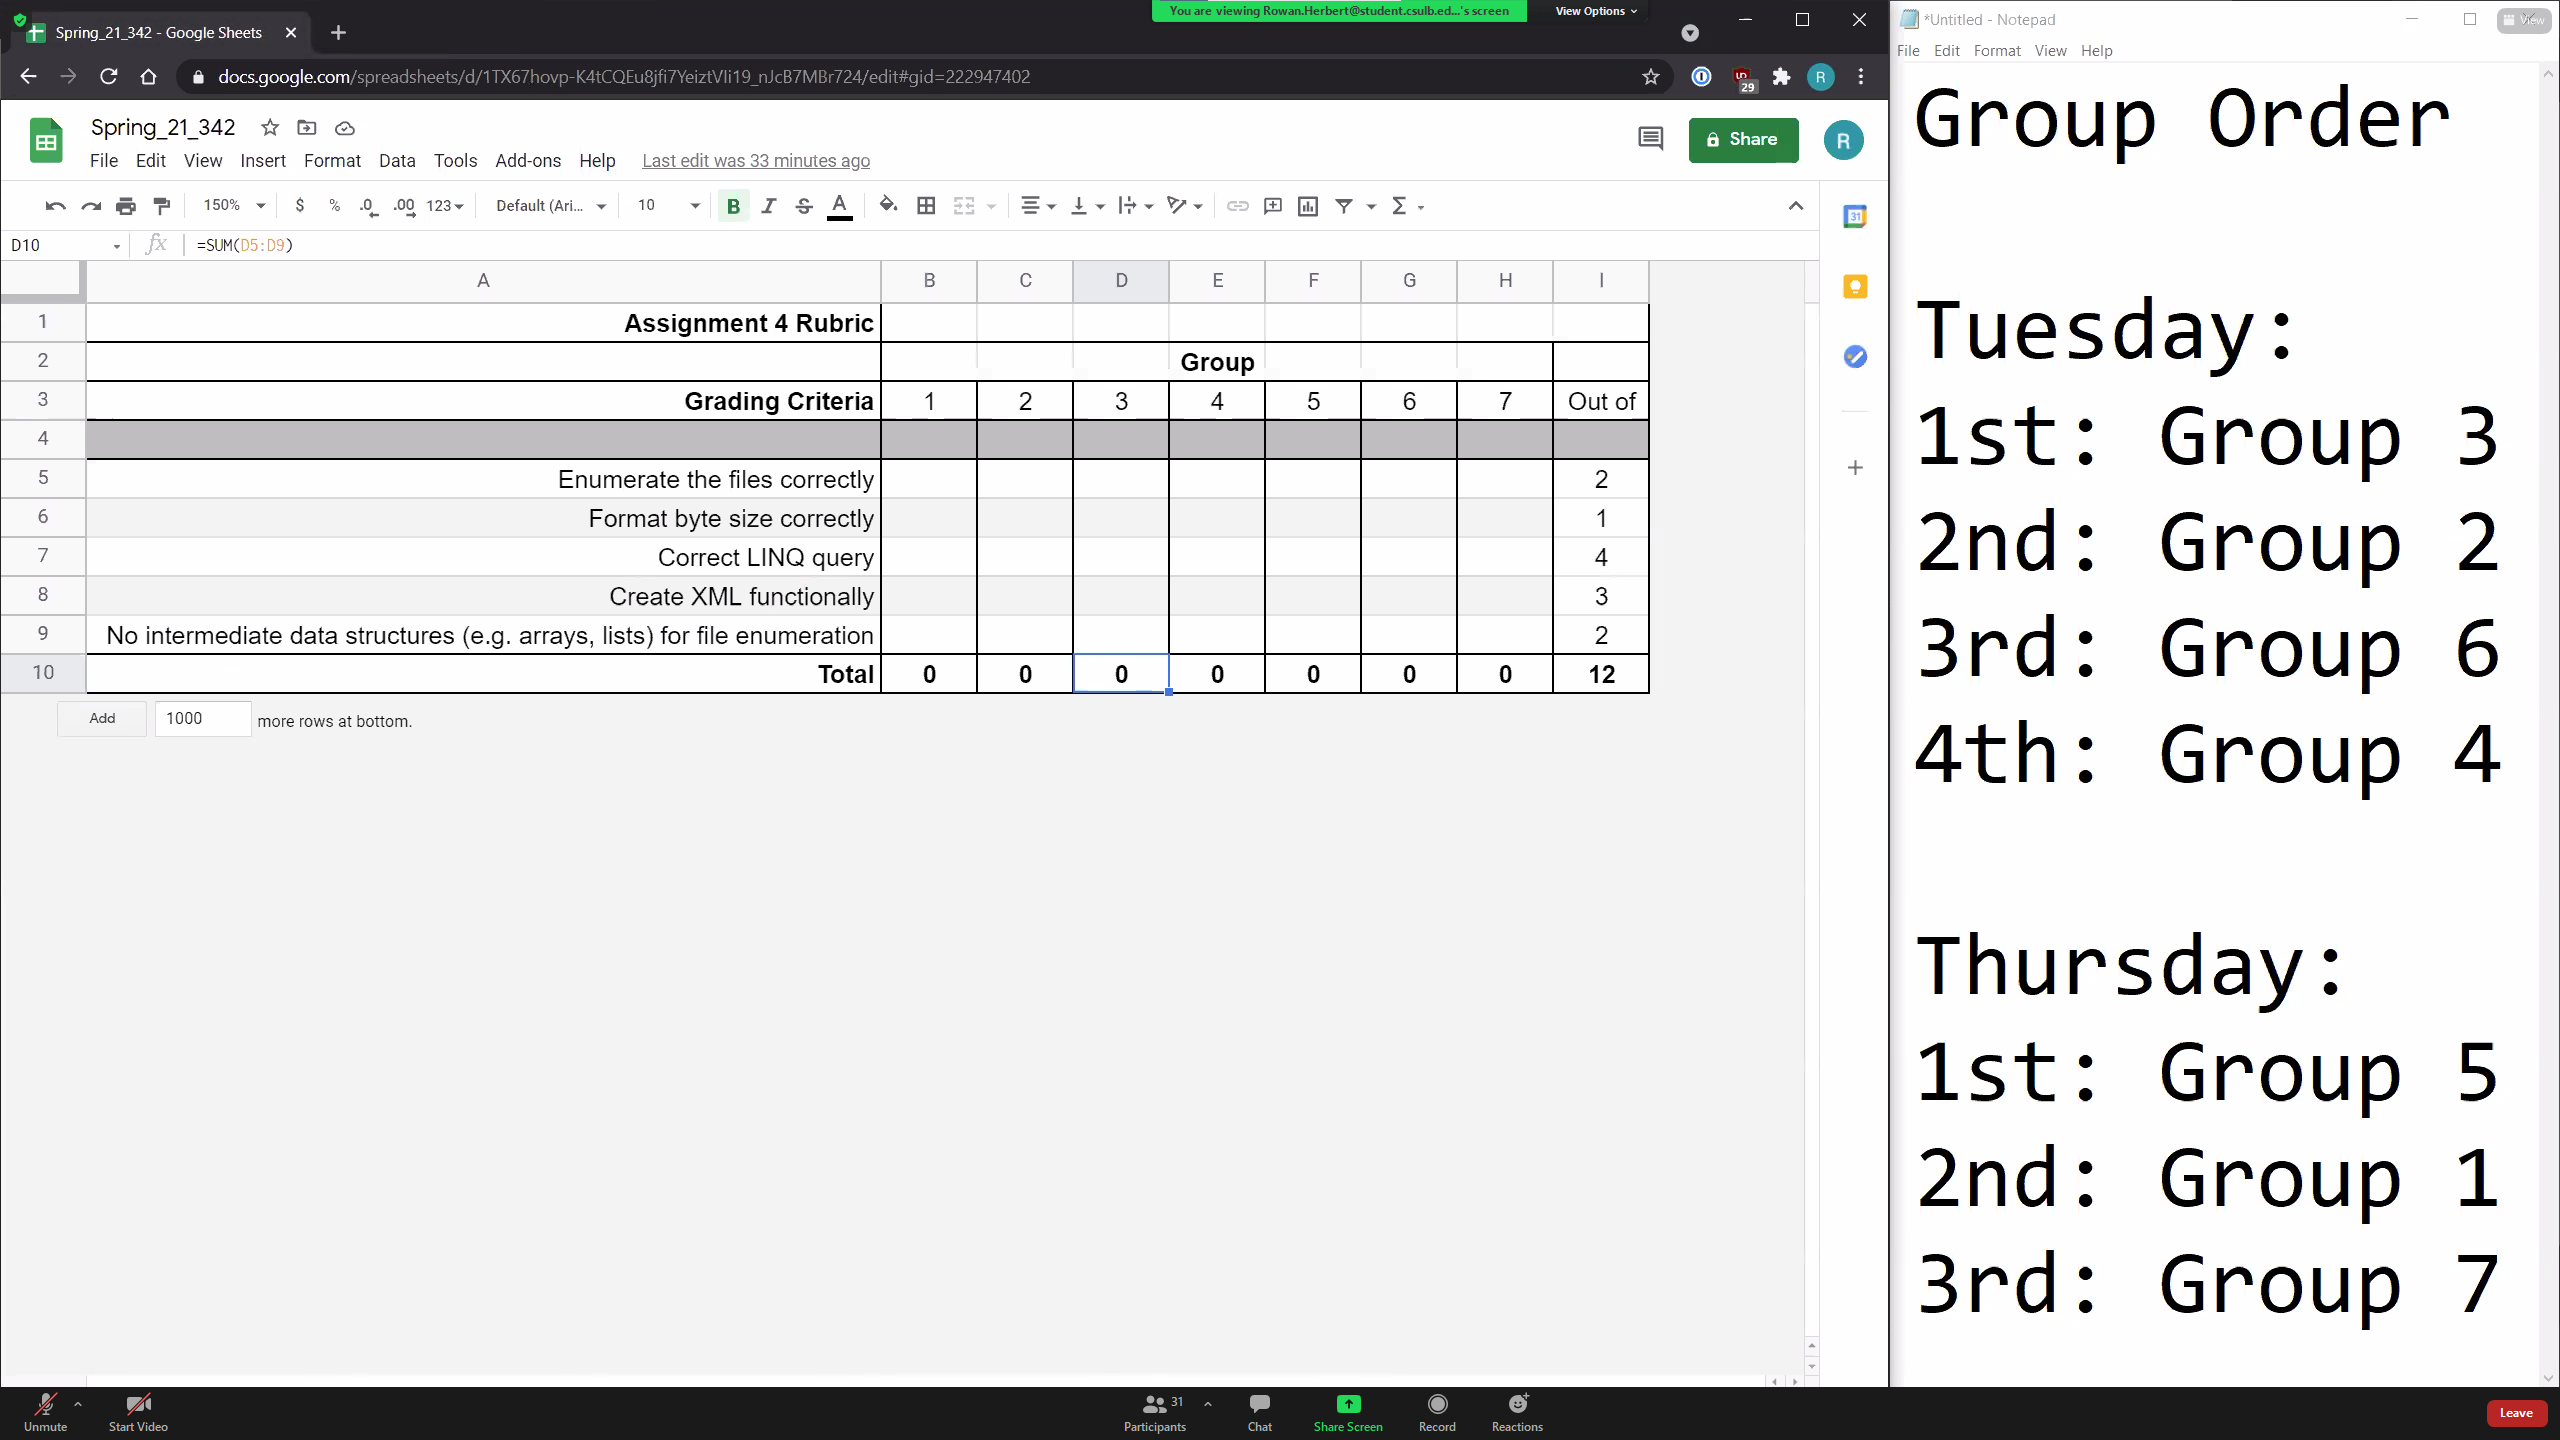 You are viewing Rowan.Herbert@student.csulb.ed...'s screen
View Options
Spring_21_342 - Google Sheets
docs.google.com/spreadsheets/d/1TX67hovp-K4tCQEu8jfi7YeiztVIi19_nJcB7MBr724/edit#gid=222947402
29
R
Spring_21_342
Share
R
File Edit View Insert Format Data Tools Add-ons Help Last edit was 33 minutes ago
150% $ % .0 .00 123 Default (Ari... 10 B I S A Σ
31
D10 fx =SUM(D5:D9)
A B C D E F G H I
1 Assignment 4 Rubric
2 Group
3 Grading Criteria 1 2 3 4 5 6 7 Out of
4
5 Enumerate the files correctly 2
6 Format byte size correctly 1
7 Correct LINQ query 4
8 Create XML functionally 3
9 No intermediate data structures (e.g. arrays, lists) for file enumeration 2
10 Total 0 0 0 0 0 0 0 12
Add 1000 more rows at bottom.
*Untitled - Notepad
View
File Edit Format View Help
Group Order
Tuesday:
1st: Group 3
2nd: Group 2
3rd: Group 6
4th: Group 4
Thursday:
1st: Group 5
2nd: Group 1
3rd: Group 7
Unmute Start Video Participants 31 Chat Share Screen Record Reactions Leave